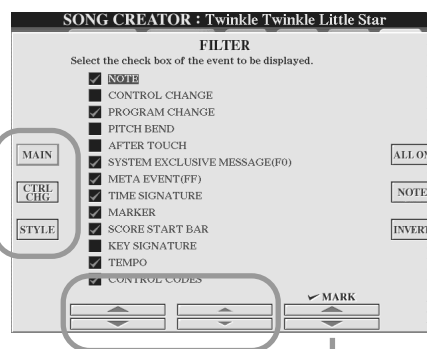 SONG CREATOR : Twinkle Twinkle Little Star
FILTER
Select the check box of the event to be displayed.
NOTE
CONTROL CHANGE
PROGRAM CHANGE
PITCH BEND
AFTER TOUCH
SYSTEM EXCLUSIVE MESSAGE(F0)
META EVENT(FF)
TIME SIGNATURE
MARKER
SCORE START BAR
KEY SIGNATURE
TEMPO
CONTROL CODES
MAIN
CTRL
CHG
STYLE
ALL ON
NOTE
INVERT
MARK